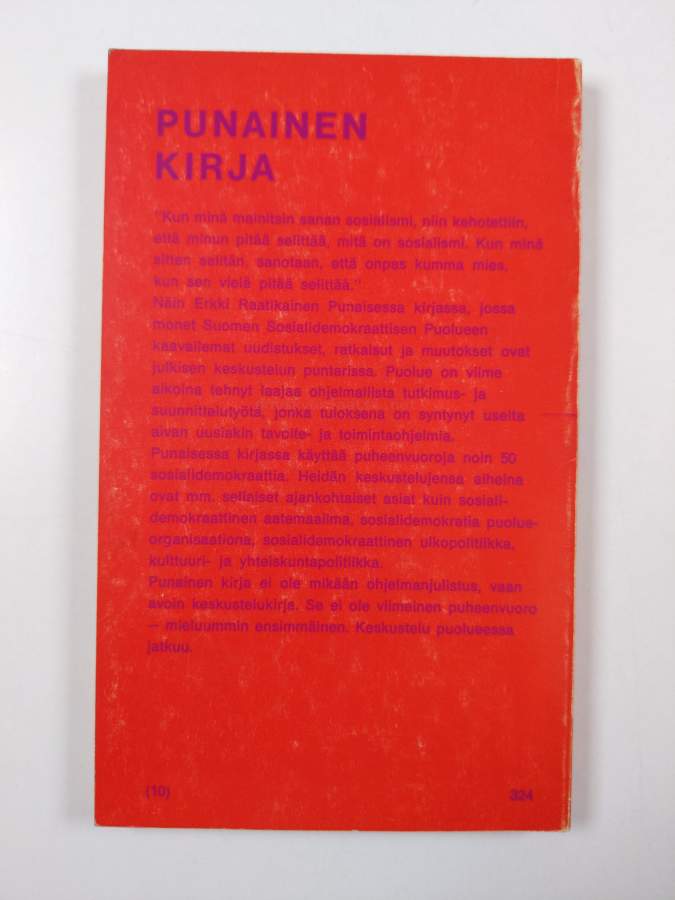 PUNAINEN
KIRJA
"Kun minä mainitsin sanan sosialismi, niin kehotettiin,
että minun pitää selittää, mitä on sosialismi. Kun minä
sitten selitän, sanotaan, että onpas kumma mies,
kun sen vielä pitää selittää."
Näin Erkki Raatikainen Punaisessa kirjassa, jossa
monet Suomen Sosialidemokraattisen Puolueen
kaavailemat uudistukset, ratkaisut ja muutokset ovat
julkisen keskustelun puntarissa. Puolue on viime
aikoina tehnyt laajaa ohjelmallista tutkimus- ja
suunnittelutyötä, jonka tuloksena on syntynyt useita
aivan uusiakin tavoite- ja toimintaohjelmia.
Punaisessa kirjassa käyttää puheenvuoroja noin 50
sosialidemokraattia. Heidän keskustelujensa aiheina
ovat mm. sellaiset ajankohtaiset asiat kuin sosiali-
demokraattinen aatemaailma, sosialidemokratia puolue-
organisaationa, sosialidemokraattinen ulkopolitiikka,
kulttuuri- ja yhteiskuntapolitiikka.
Punainen kirja ei ole mikään ohjelmanjulistus, vaan
avoin keskustelukirja. Se ei ole viimeinen puheenvuoro
— mieluummin ensimmäinen. Keskustelu puolueessa
jatkuu.
(10) 324